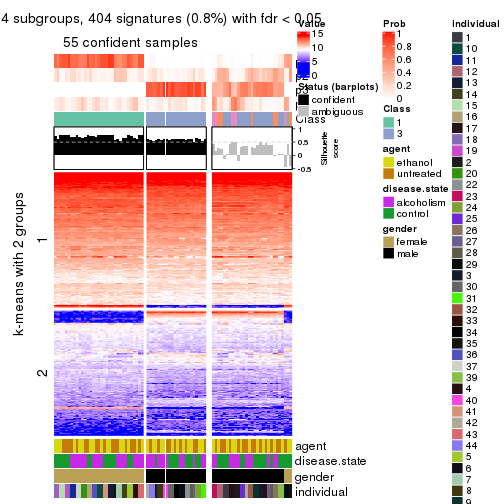 4 subgroups, 404 signatures (0.8%) with fdr < 0.05
55 confident samples
Class
1
0.5
0
-0.5
Silhouette
score
k-means with 2 groups
1
2
agent
disease.state
gender
individual
Value
15
10
5
0
Status (barplots)
confident
ambiguous
Prob
1
0.8
0.6
0.4
0.2
0
Class
1
3
agent
ethanol
untreated
disease.state
alcoholism
control
gender
female
male
individual
1
10
11
12
13
14
15
16
17
18
19
2
20
22
23
24
25
26
27
28
29
3
30
31
32
33
34
35
36
37
39
4
40
41
42
43
44
5
6
7
8
9